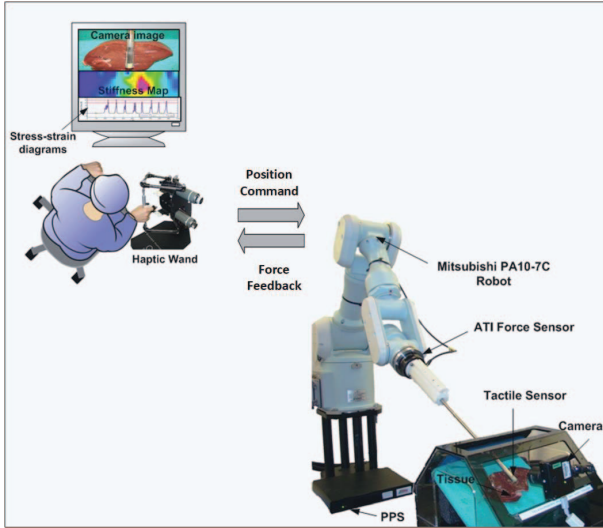 Camera image
Stiffness Map
Stress-strain
diagrams
Haptic Wand
Position
Command
Force
Feedback
Mitsubishi PA10-7C
Robot
ATI Force Sensor
Tactile Sensor
Camera
Tissue
PPS